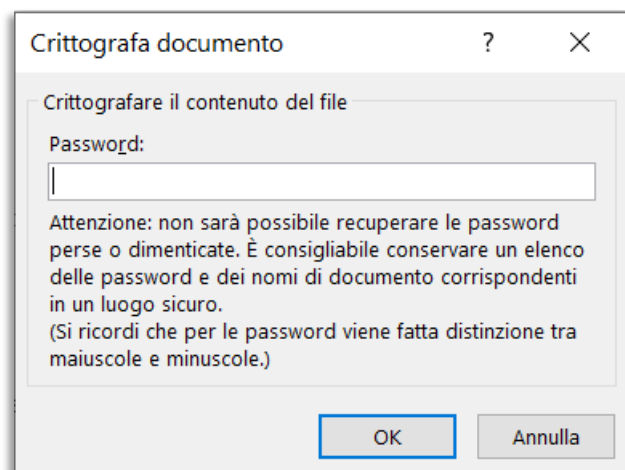 Crittografa documento ? ×
Crittografare il contenuto del file
Password:
Attenzione: non sarà possibile recuperare le password
perse o dimenticate. È consigliabile conservare un elenco
delle password e dei nomi di documento corrispondenti
in un luogo sicuro.
(Si ricordi che per le password viene fatta distinzione tra
maiuscole e minuscole.)
OK Annulla